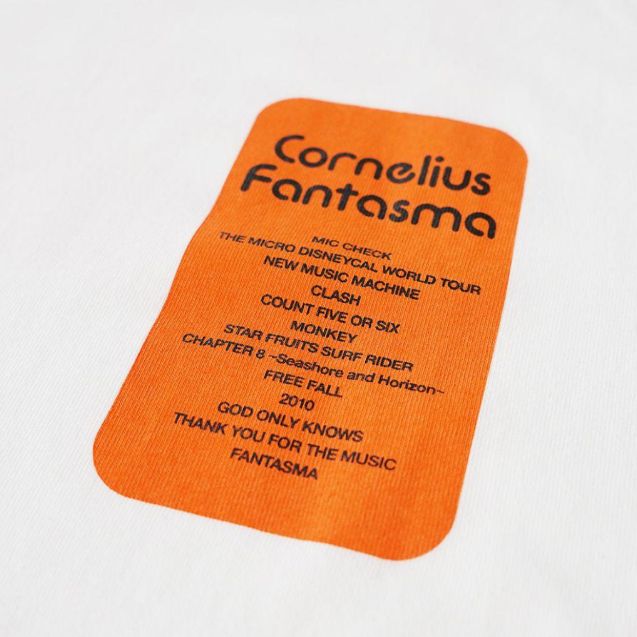 Cornelius
Fantasma
MIC CHECK
THE MICRO DISNEYCAL WORLD TOUR
NEW MUSIC MACHINE
CLASH
COUNT FIVE OR SIX
MONKEY
STAR FRUITS SURF RIDER
CHAPTER 8 ~Seashore and Horizon~
FREE FALL
2010
GOD ONLY KNOWS
THANK YOU FOR THE MUSIC
FANTASMA